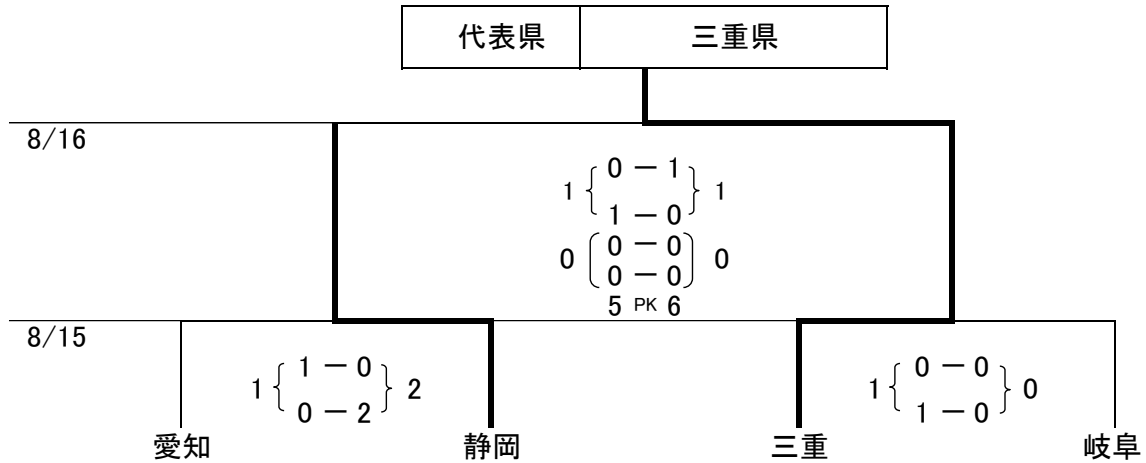 代表県 三重県
8/16
0 － 1
1 { } 1
1 － 0
0 － 0
0 ( ) 0
0 － 0
5 PK 6
8/15
1 － 0 0 － 0
1 { } 2 1 { } 0
0 － 2 1 － 0
愛知 静岡 三重 岐阜